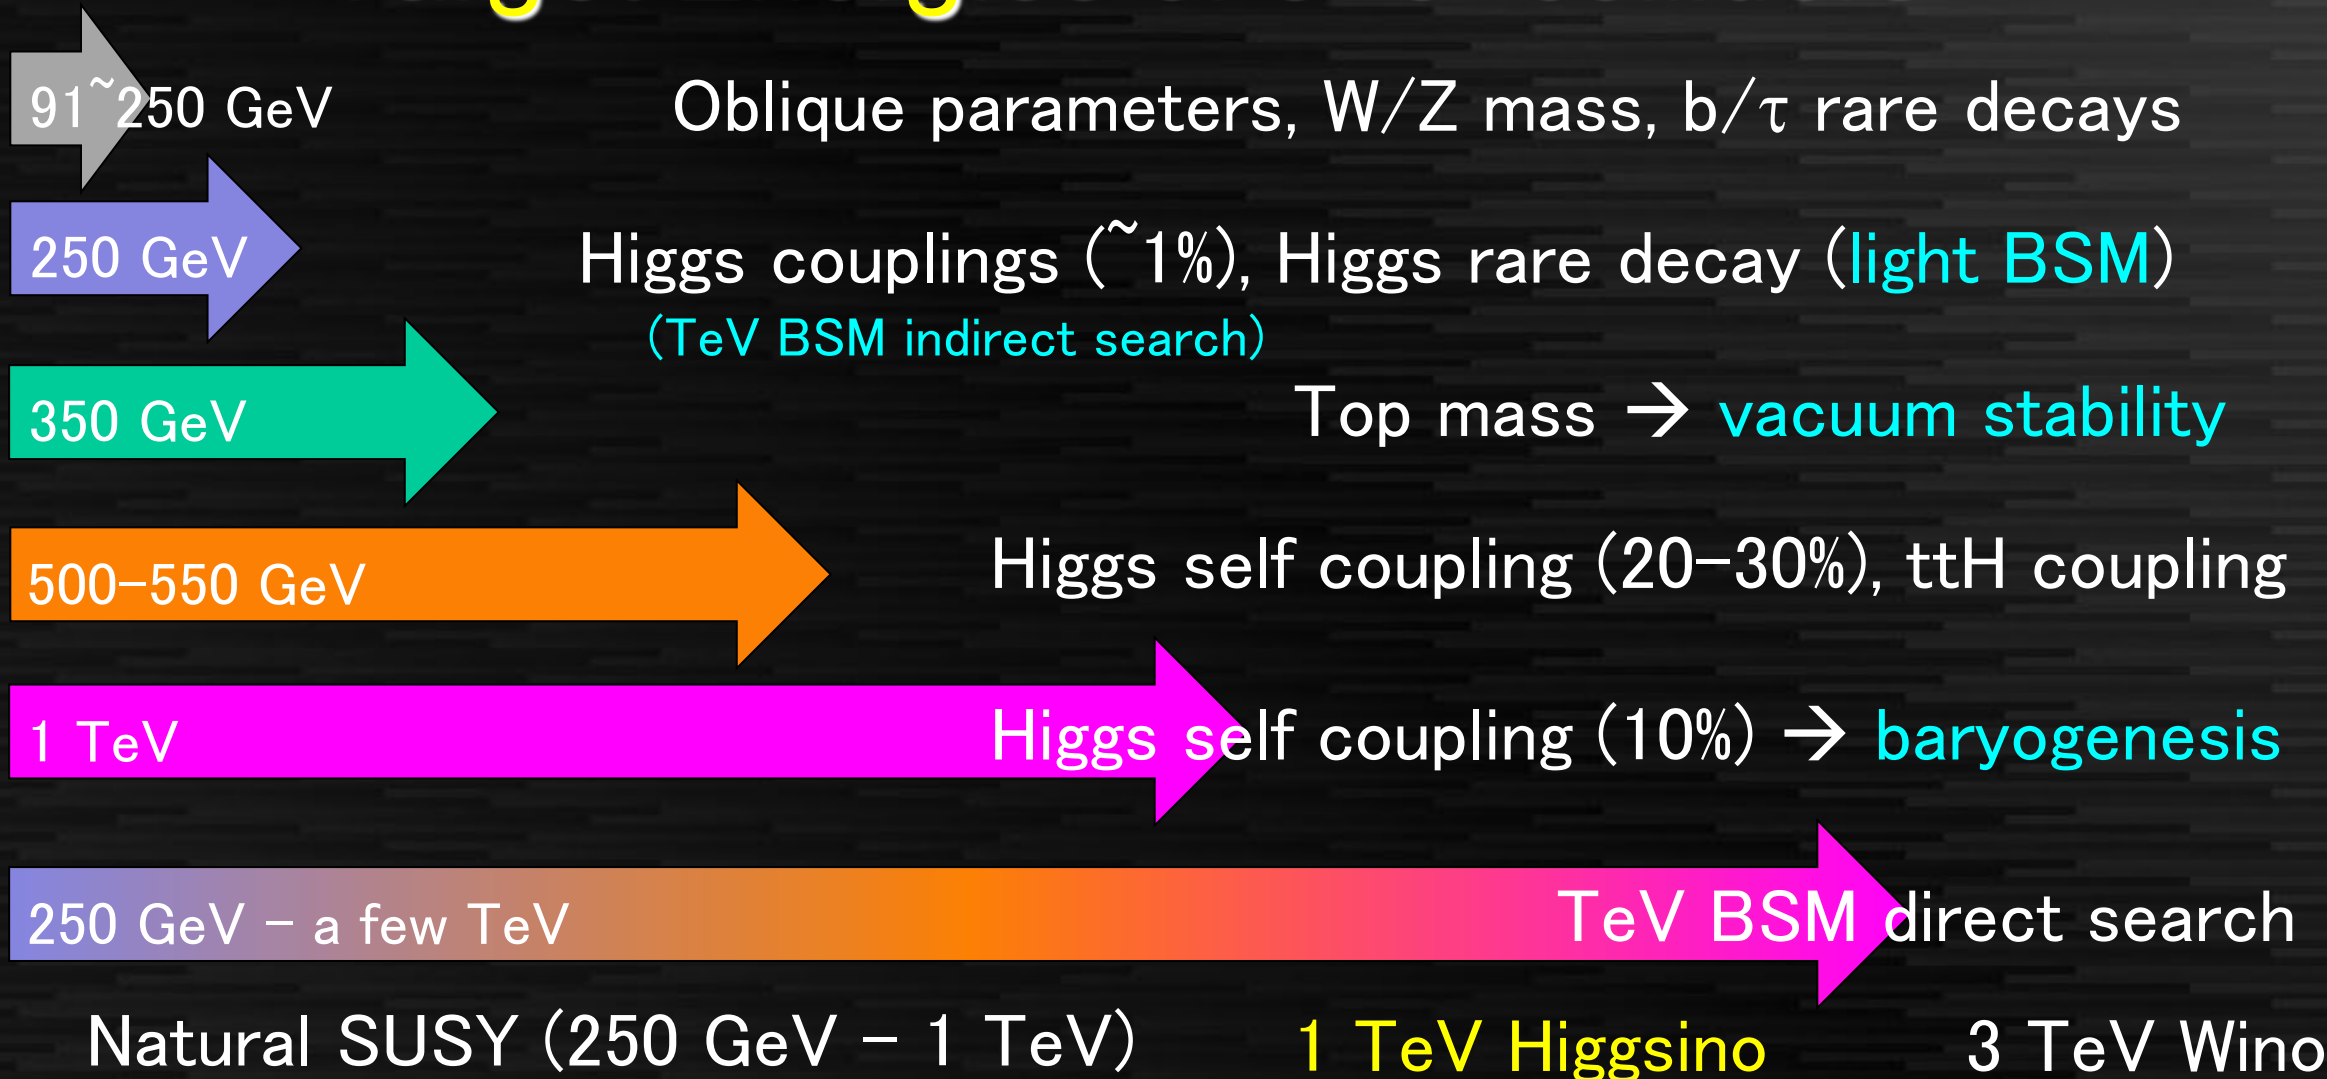 91~250 GeV Oblique parameters, W/Z mass, b/τ rare decays
250 GeV Higgs couplings (~1%), Higgs rare decay (light BSM)
(TeV BSM indirect search)
350 GeV Top mass → vacuum stability
500-550 GeV Higgs self coupling (20-30%), ttH coupling
1 TeV Higgs self coupling (10%) → baryogenesis
250 GeV - a few TeV TeV BSM direct search
Natural SUSY (250 GeV - 1 TeV) 1 TeV Higgsino 3 TeV Wino